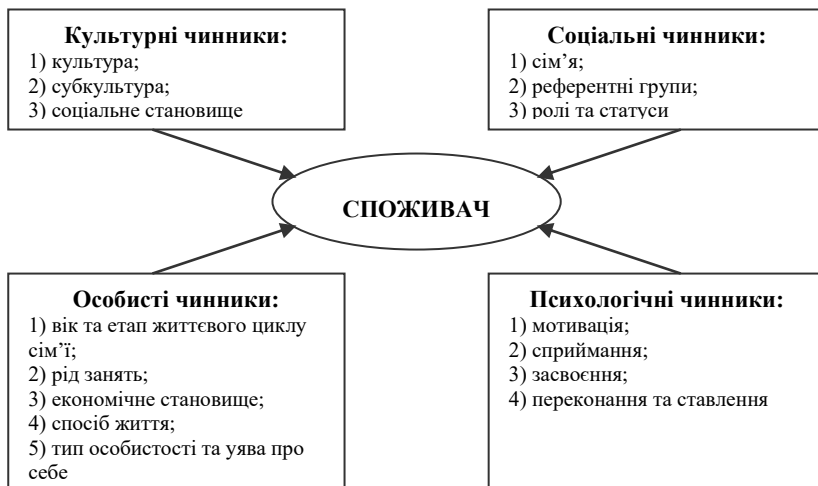 Культурні чинники:
1) культура;
2) субкультура;
3) соціальне становище
Соціальні чинники:
1) сім’я;
2) референтні групи;
3) ролі та статуси
СПОЖИВАЧ
Особисті чинники:
1) вік та етап життєвого циклу
сім’ї;
2) рід занять;
3) економічне становище;
4) спосіб життя;
5) тип особистості та уява про
себе
Психологічні чинники:
1) мотивація;
2) сприймання;
3) засвоєння;
4) переконання та ставлення